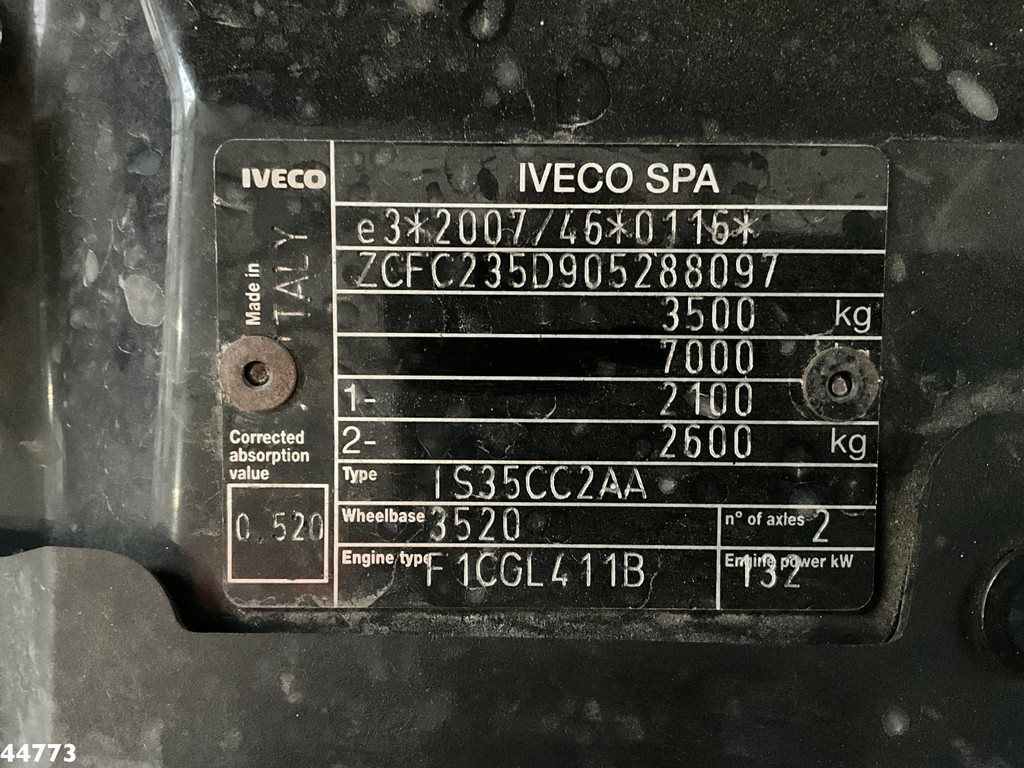 IVECO
IVECO SPA
e3*2007/46*0116*
ZCFC235D905288097
Made in
ITALY
3500 kg
7000
1- 2100
2- 2600 kg
Corrected
absorption
value
0.520
Type IS35CC2AA
Wheelbase 3520
n° of axles 2
Engine type F1CGL411B
Engine power kW 132
44773